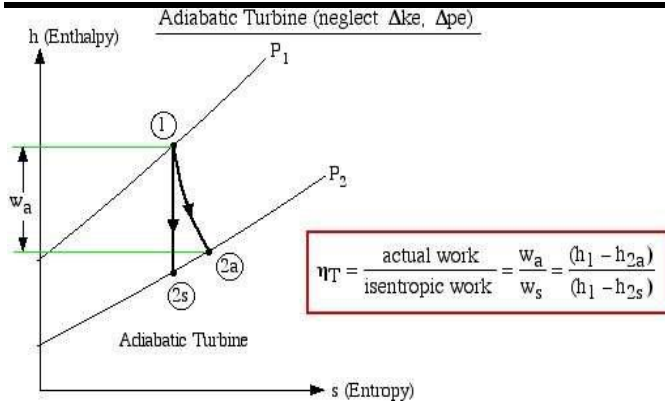 Adiabatic Turbine (neglect Δke, Δpe)
h (Enthalpy)
P₁
1
P₂
wₐ
2a
2s
ηT = actual work / isentropic work = wₐ / wₛ = (h₁ – h₂ₐ) / (h₁ – h₂ₛ)
Adiabatic Turbine
s (Entropy)